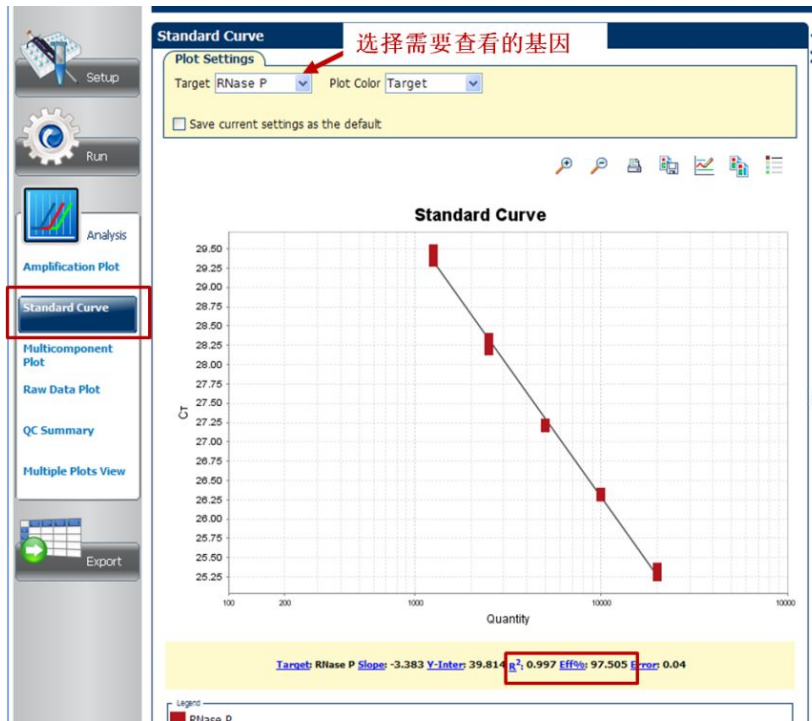 Setup
Run
Analysis
Amplification Plot
Standard Curve
Multicomponent
Plot
Raw Data Plot
QC Summary
Multiple Plots View
Export
Standard Curve
选择需要查看的基因
Plot Settings
Target RNase P Plot Color Target
Save current settings as the default
Standard Curve
29.50
29.25
29.00
28.75
28.50
28.25
28.00
27.75
27.50
27.25
27.00
26.75
26.50
26.25
26.00
25.75
25.50
25.25
CT
100 200 1000 10000 10000
Quantity
Target: RNase P Slope: -3.383 Y-Inter: 39.814 R²: 0.997 Eff%: 97.505 Error: 0.04
Legend
RNase P